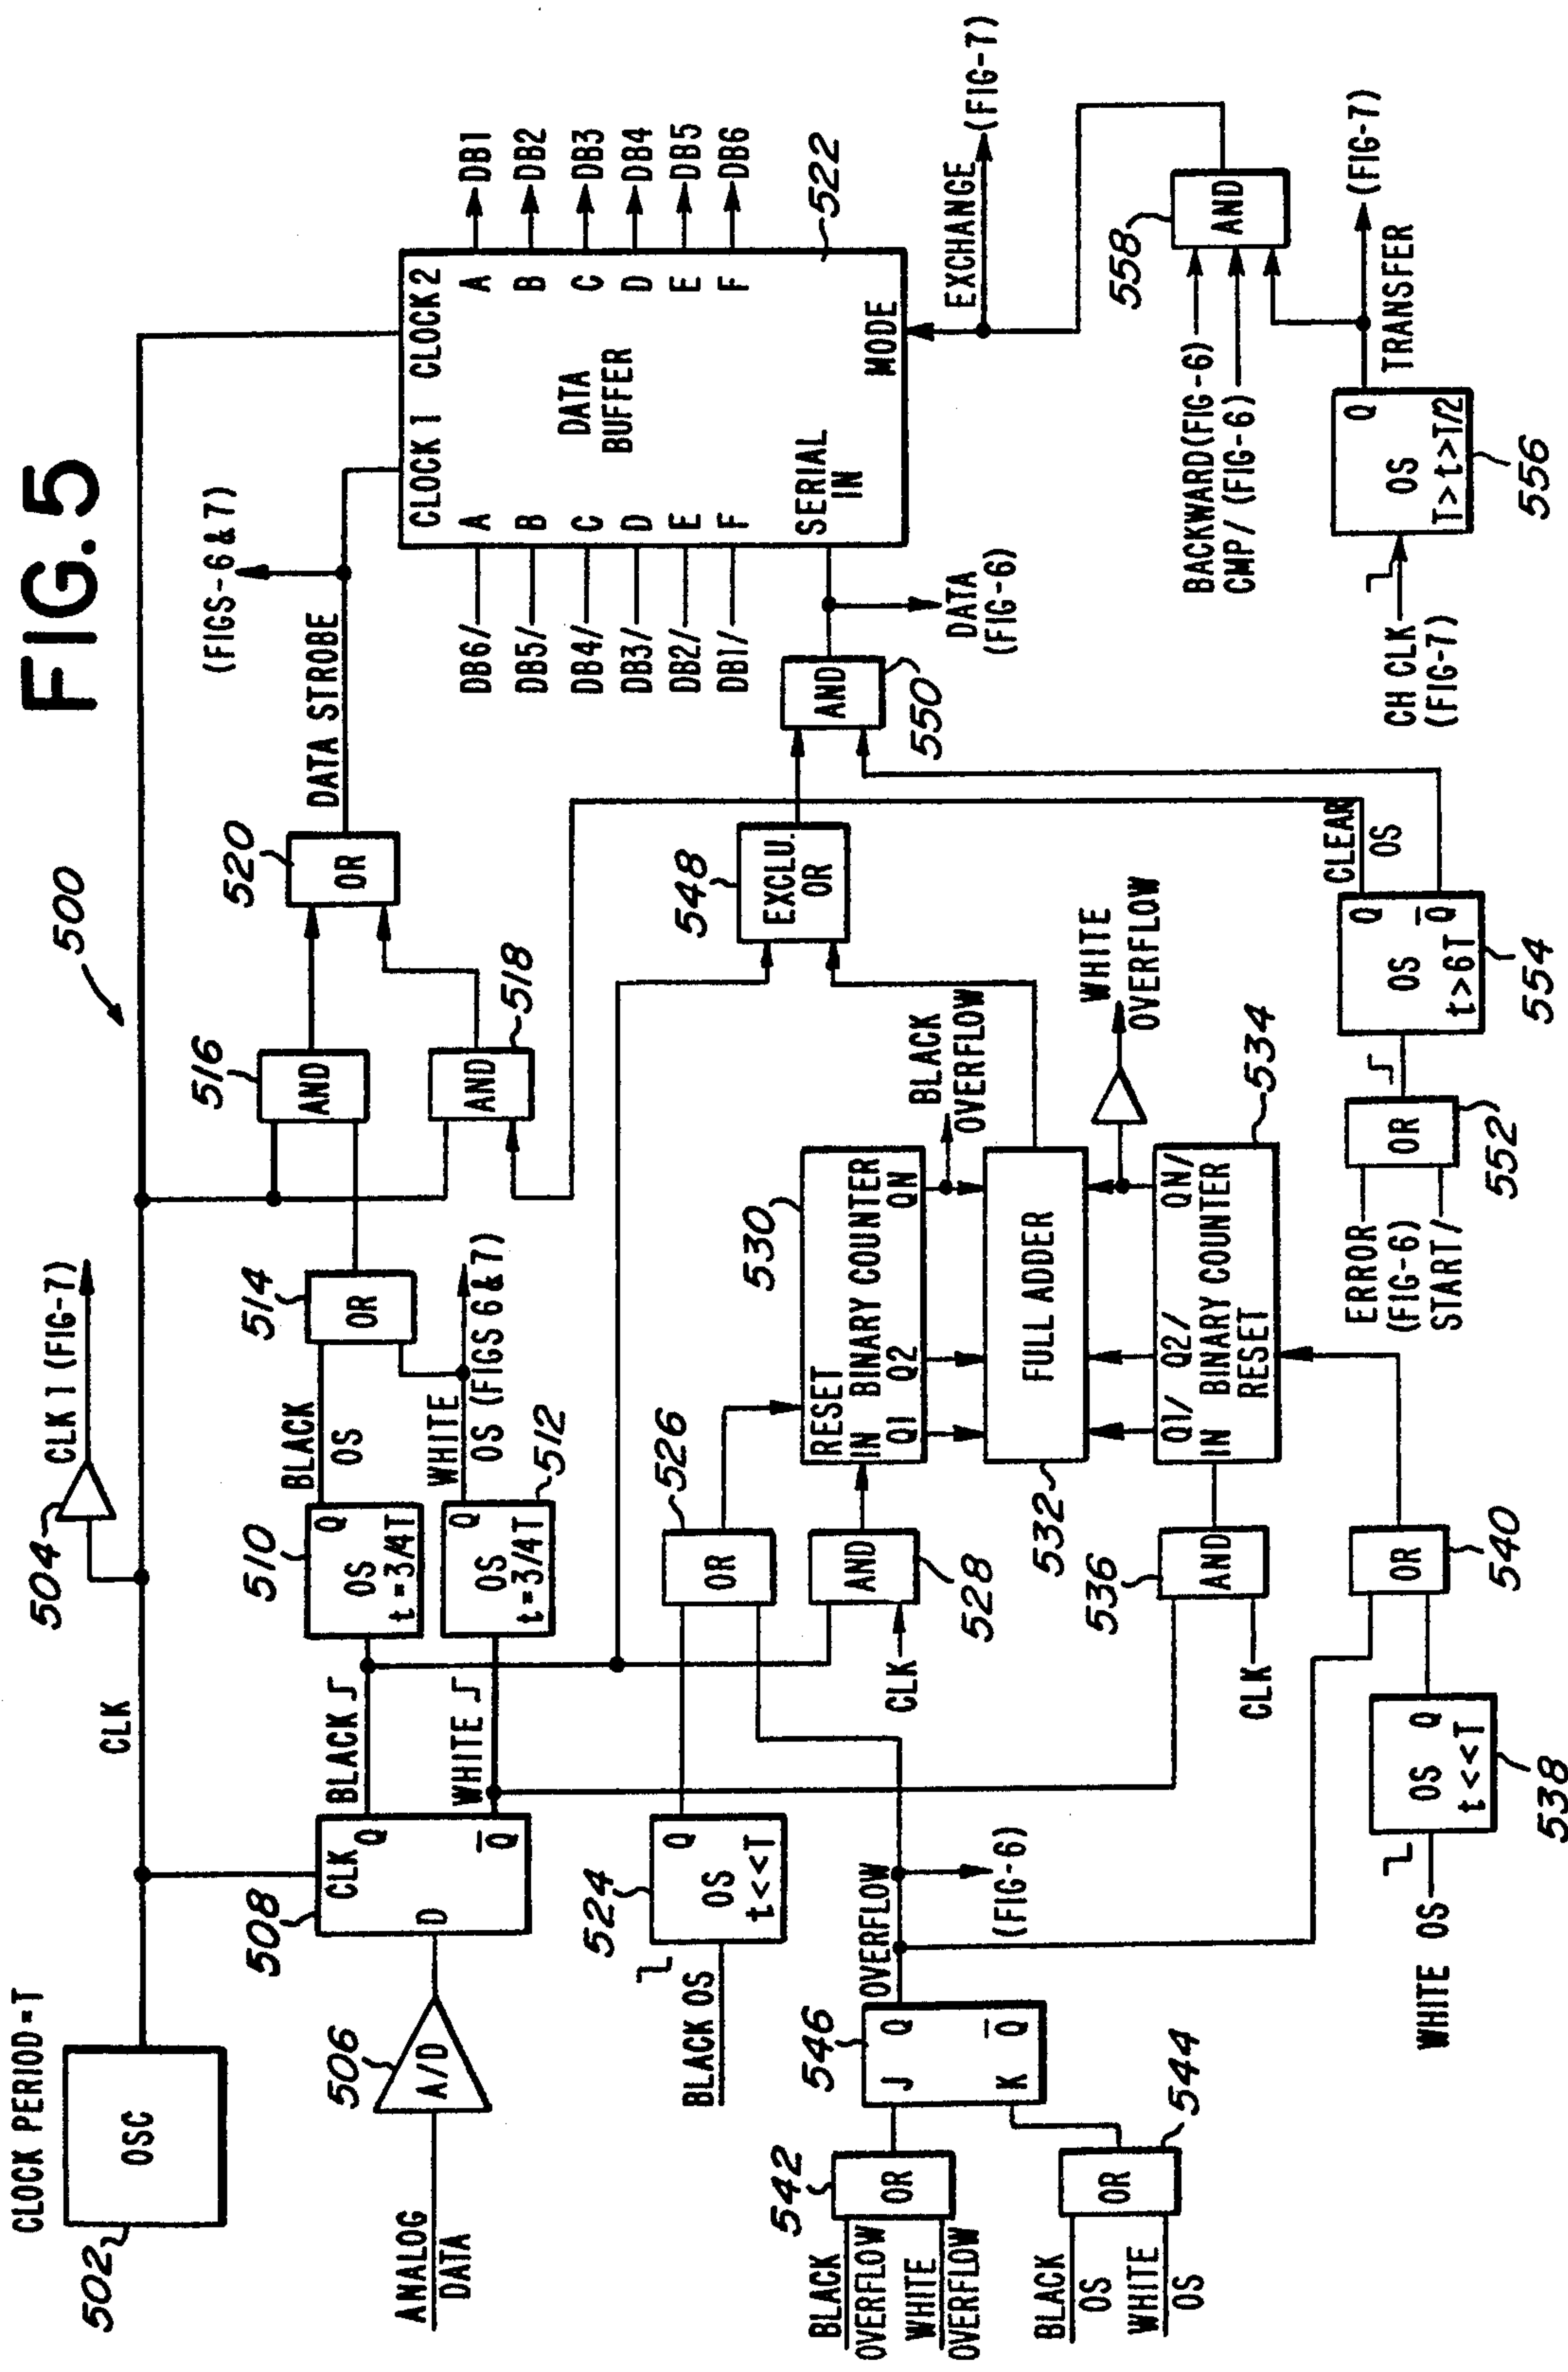 FIG. 5
500
CLOCK PERIOD = T
OSC
502
CLK
504
CLK 1 (FIG-7)
ANALOG
DATA
A/D
506
508
CLK
D
Q
Q̅
BLACK
WHITE
510
Q
OS
t = 3/4T
Q
OS
t = 3/4T
512
BLACK
OS
WHITE
OS (FIGS 6 & 7)
514
OR
516
AND
AND
518
520
OR
DATA STROBE
(FIGS-6 & 7)
CLOCK 1 CLOCK 2
DB6/ A
DB5/ B
DB4/ C
DB3/ D
DB2/ E
DB1/ F
DATA
BUFFER
A DB1
B DB2
C DB3
D DB4
E DB5
F DB6
SERIAL
IN
MODE
522
BLACK OS
524
Q
OS
t<<T
526
OR
AND
CLK
528
530
RESET
IN BINARY COUNTER
Q1 Q2 QN
BLACK
OVERFLOW
FULL ADDER
532
WHITE
OVERFLOW
Q1/ Q2/ QN/
IN BINARY COUNTER
RESET
534
536
AND
CLK
WHITE OS
OS Q
t<<T
538
OR
540
BLACK
OVERFLOW
WHITE
OVERFLOW
542
OR
BLACK
OS
WHITE
OS
OR
544
546
J Q
K Q̅
OVERFLOW
(FIG-6)
548
EXCLU.
OR
AND
550
DATA
(FIG-6)
ERROR
(FIG-6)
START/
OR
552
Q
OS Q̅
t>6T
554
CLEAR
OS
CH CLK
(FIG-7)
Q
OS
T>t>T/2
556
TRANSFER
(FIG-7)
BACKWARD (FIG-6)
CMP/ (FIG-6)
558
AND
EXCHANGE
(FIG-7)